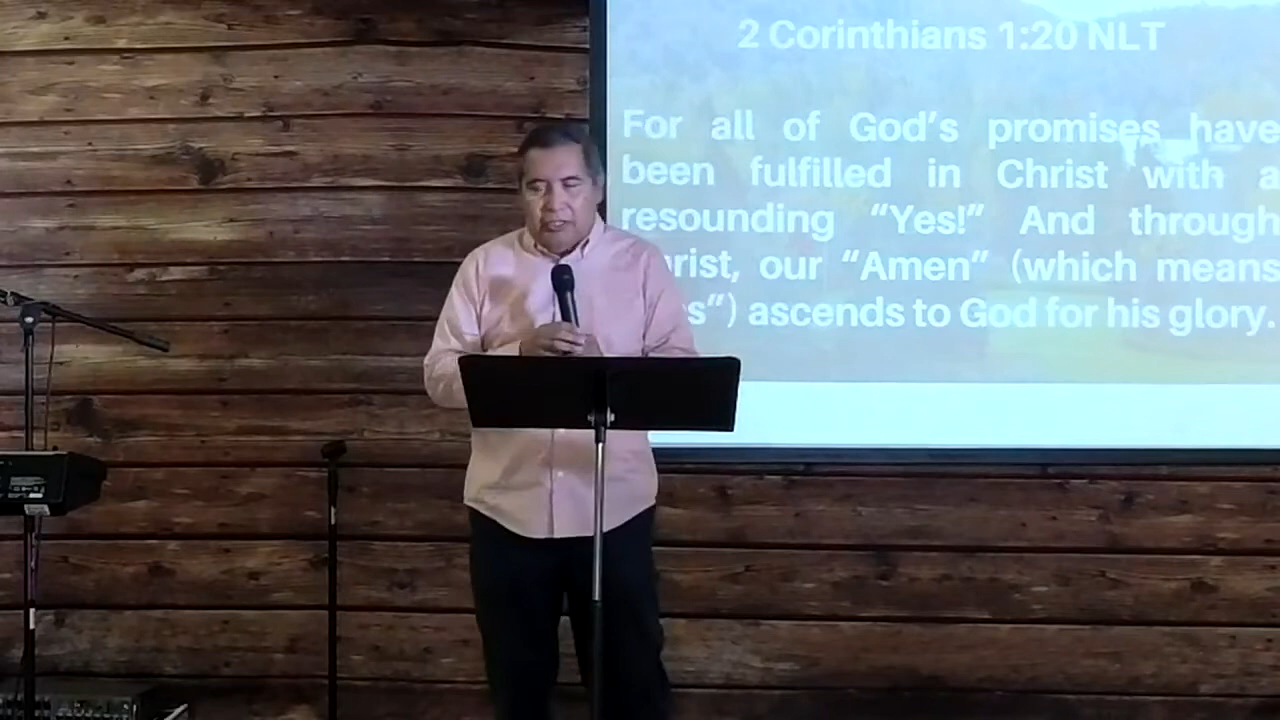 2 Corinthians 1:20 NLT
For all of God's promises have
been fulfilled in Christ with a
resounding “Yes!” And through
rist, our “Amen” (which means
s“) ascends to God for his glory.